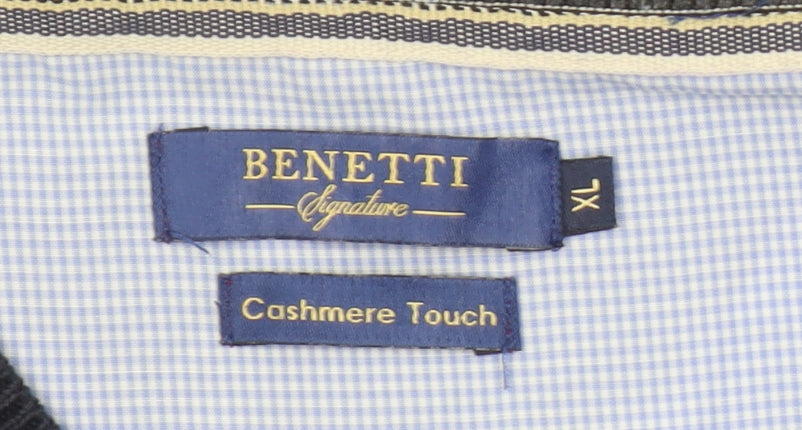 BENETTI
Signature
XL
Cashmere Touch